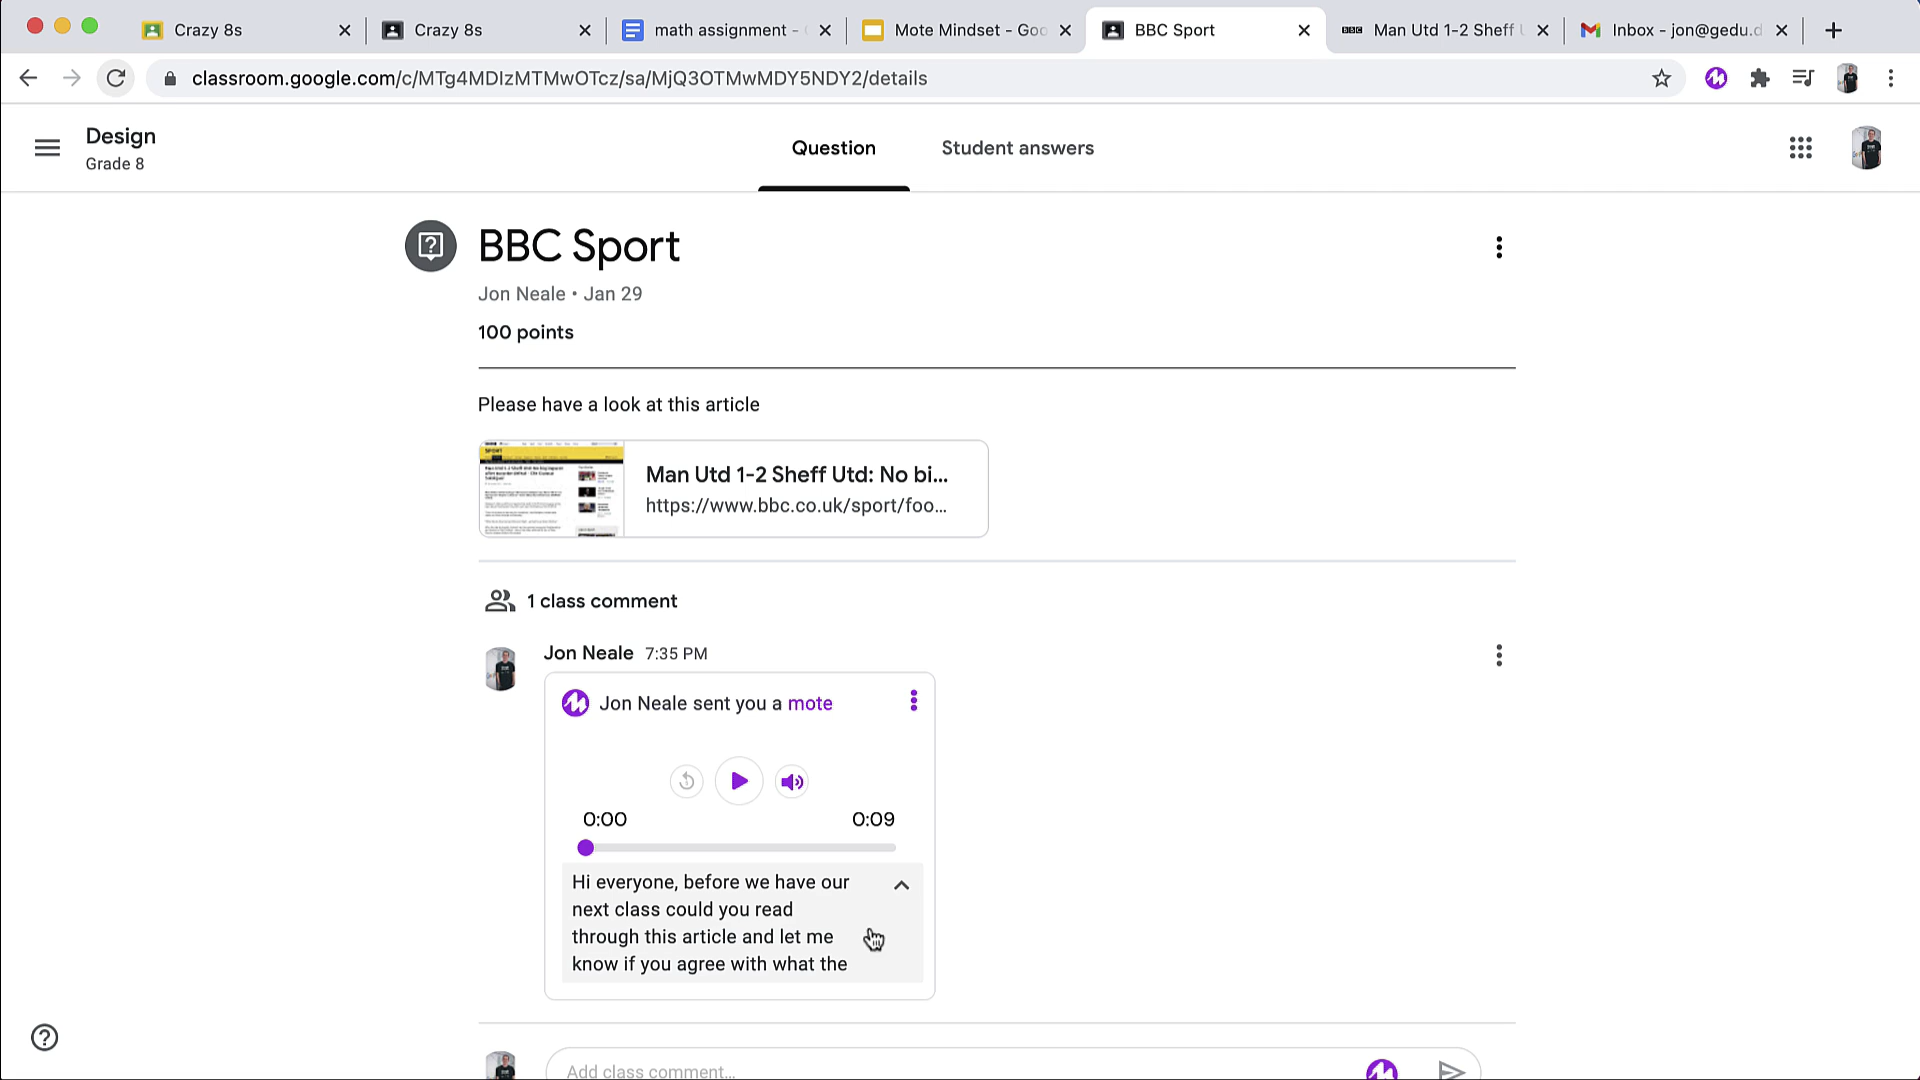 Crazy 8s
Crazy 8s
math assignment -
Mote Mindset - Goo
BBC Sport
BBC
Man Utd 1-2 Sheff U
Inbox - jon@gedu.d
classroom.google.com/c/MTg4MDIzMTMwOTcz/sa/MjQ3OTMwMDY5NDY2/details
Design
Grade 8
Question
Student answers
BBC Sport
Jon Neale • Jan 29
100 points
Please have a look at this article
SPORT
Man Utd 1-2 Sheff Utd: No bi...
https://www.bbc.co.uk/sport/foo...
1 class comment
Jon Neale 7:35 PM
Jon Neale sent you a mote
0:00
0:09
Hi everyone, before we have our
next class could you read
through this article and let me
know if you agree with what the
Add class comment...